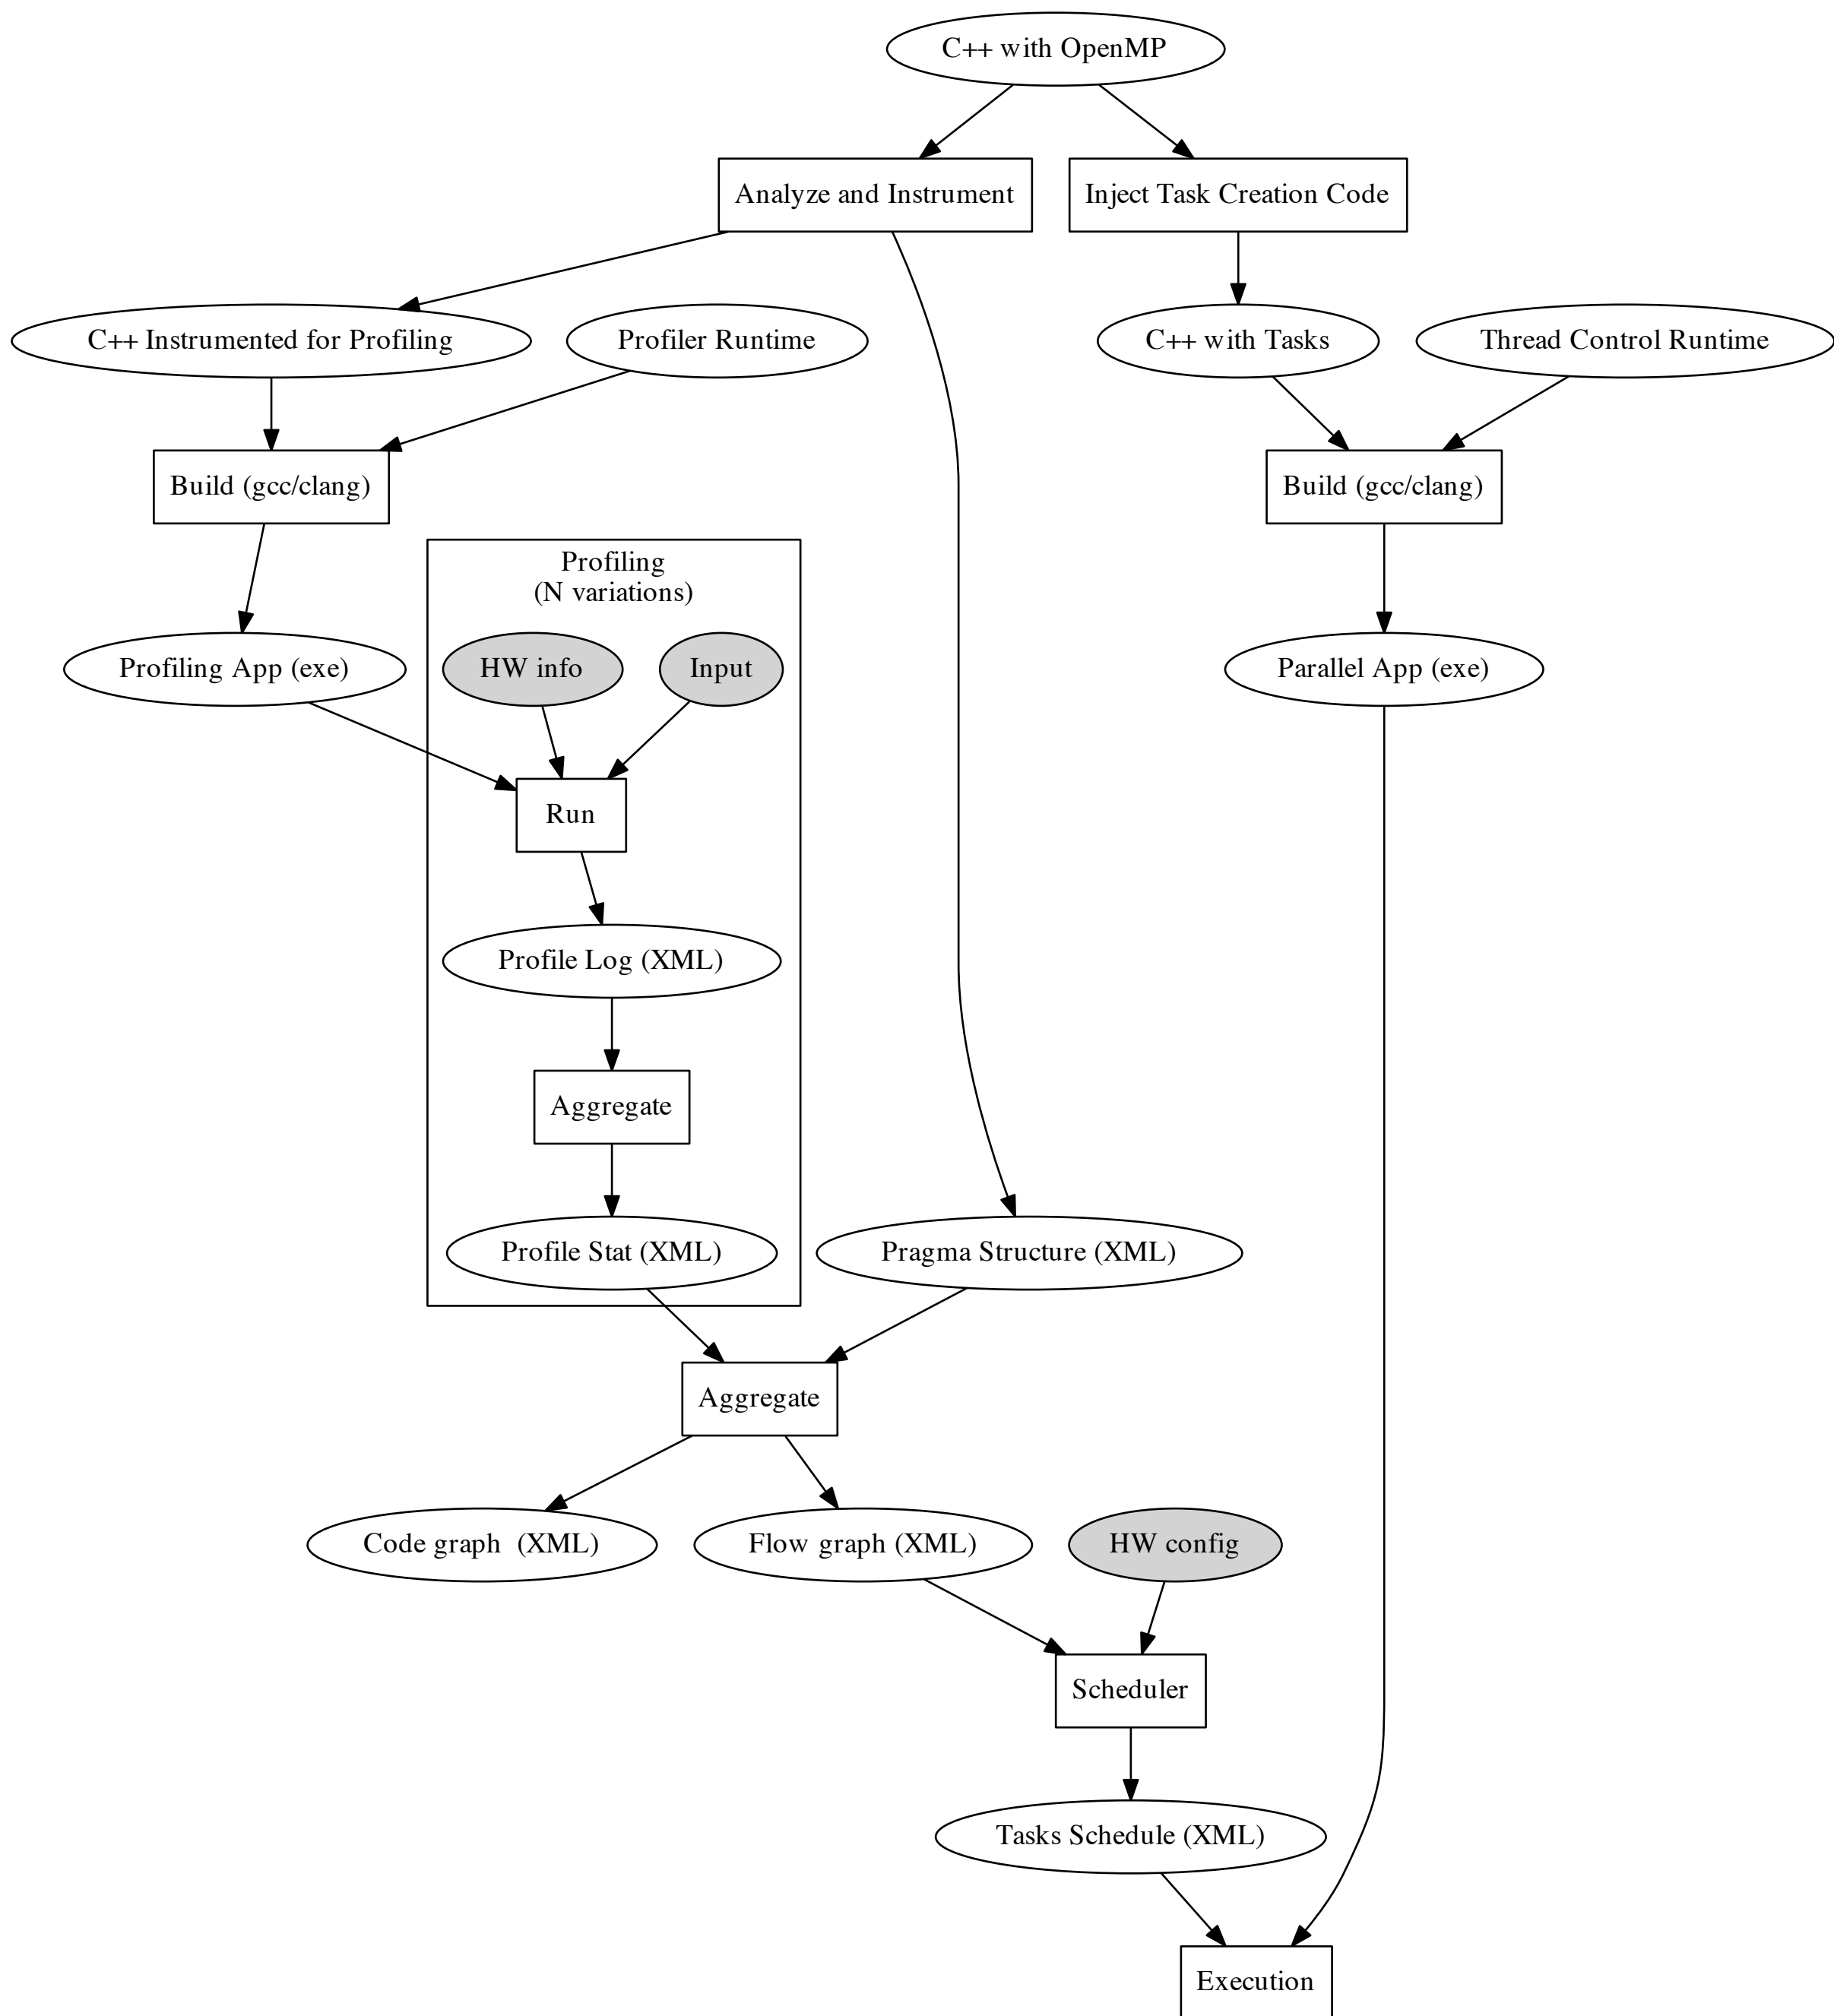 C++ with OpenMP
Analyze and Instrument
Inject Task Creation Code
C++ Instrumented for Profiling
Profiler Runtime
C++ with Tasks
Thread Control Runtime
Build (gcc/clang)
Build (gcc/clang)
Profiling
(N variations)
Profiling App (exe)
HW info
Input
Parallel App (exe)
Run
Profile Log (XML)
Aggregate
Profile Stat (XML)
Pragma Structure (XML)
Aggregate
Code graph  (XML)
Flow graph (XML)
HW config
Scheduler
Tasks Schedule (XML)
Execution